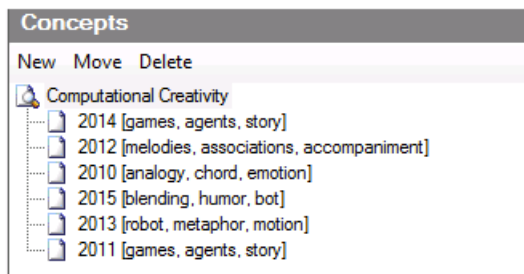 Concepts
New Move Delete
Computational Creativity
2014 [games, agents, story]
2012 [melodies, associations, accompaniment]
2010 [analogy, chord, emotion]
2015 [blending, humor, bot]
2013 [robot, metaphor, motion]
2011 [games, agents, story]